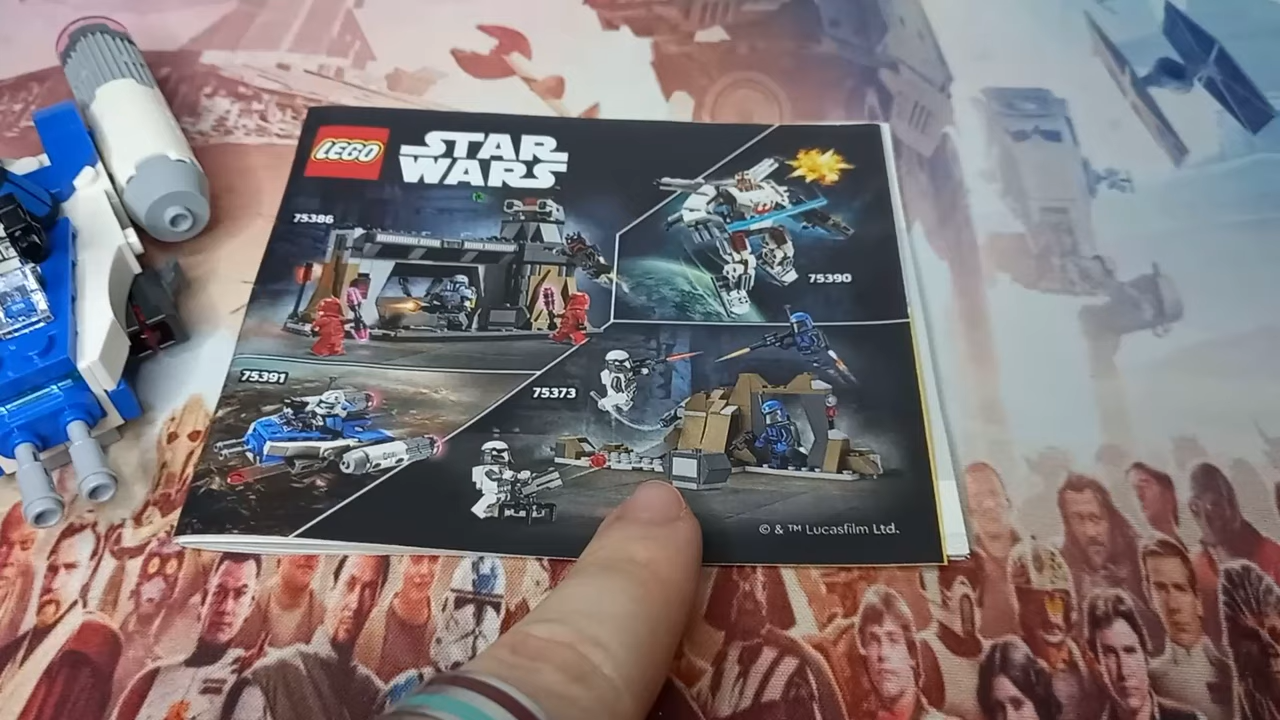 LEGO
STAR
WARS
75386
75390
75391
75373
© & ™ Lucasfilm Ltd.